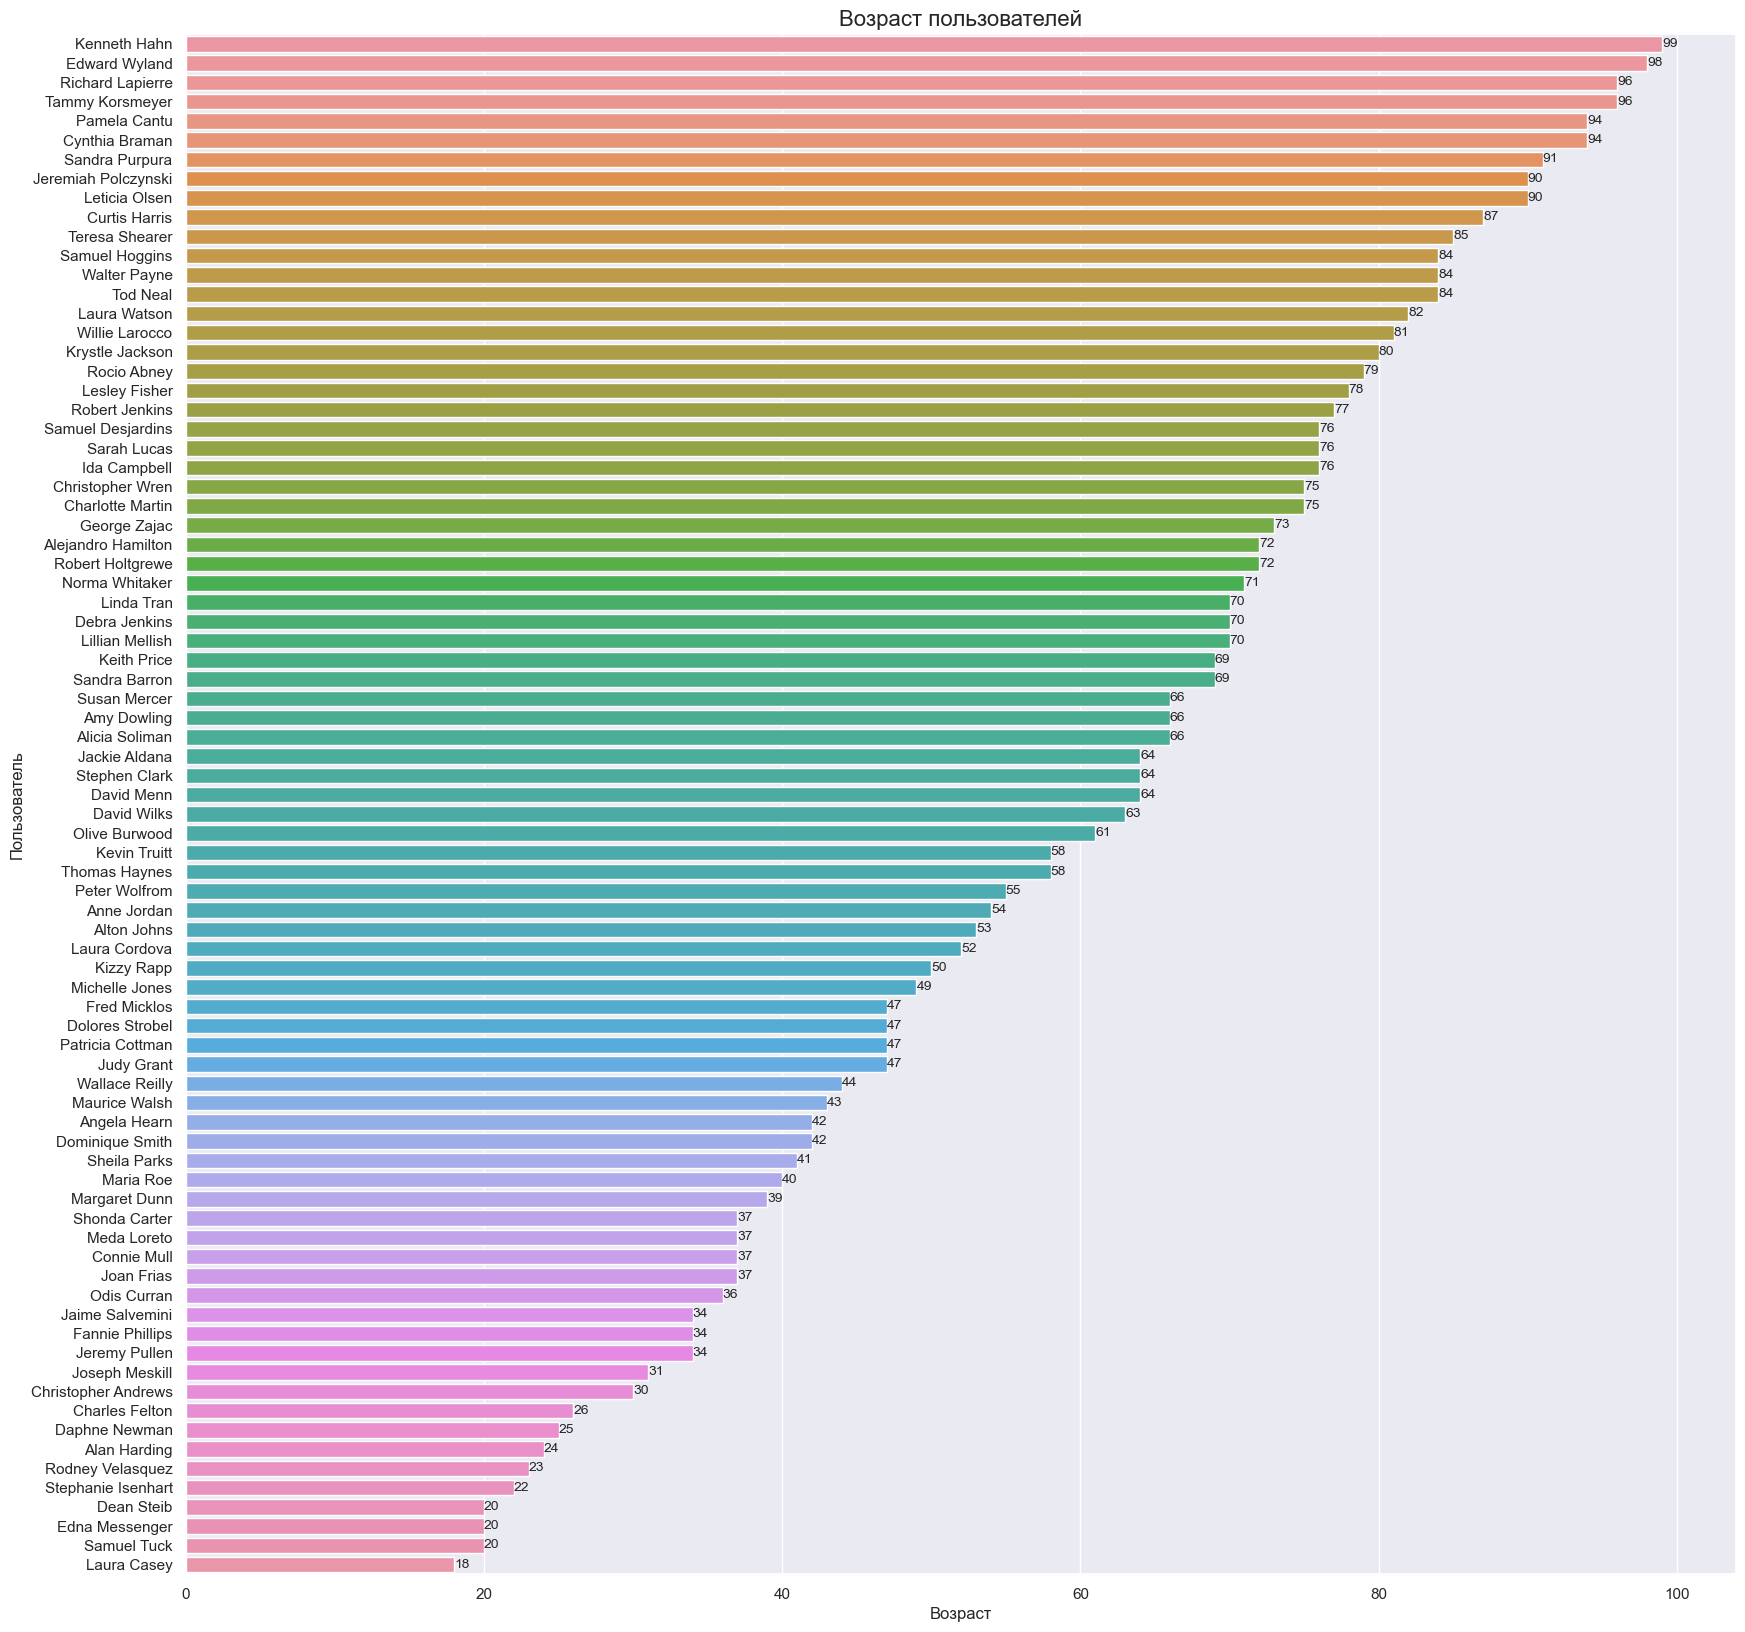 Возраст пользователей
Kenneth Hahn 99
Edward Wyland 98
Richard Lapierre 96
Tammy Korsmeyer 96
Pamela Cantu 94
Cynthia Braman 94
Sandra Purpura 91
Jeremiah Polczynski 90
Leticia Olsen 90
Curtis Harris 87
Teresa Shearer 85
Samuel Hoggins 84
Walter Payne 84
Tod Neal 84
Laura Watson 82
Willie Larocco 81
Krystle Jackson 80
Rocio Abney 79
Lesley Fisher 78
Robert Jenkins 77
Samuel Desjardins 76
Sarah Lucas 76
Ida Campbell 76
Christopher Wren 75
Charlotte Martin 75
George Zajac 73
Alejandro Hamilton 72
Robert Holtgrewe 72
Norma Whitaker 71
Linda Tran 70
Debra Jenkins 70
Lillian Mellish 70
Keith Price 69
Sandra Barron 69
Susan Mercer 66
Amy Dowling 66
Alicia Soliman 66
Jackie Aldana 64
Stephen Clark 64
David Menn 64
David Wilks 63
Olive Burwood 61
Kevin Truitt 58
Thomas Haynes 58
Peter Wolfrom 55
Anne Jordan 54
Alton Johns 53
Laura Cordova 52
Kizzy Rapp 50
Michelle Jones 49
Fred Micklos 47
Dolores Strobel 47
Patricia Cottman 47
Judy Grant 47
Wallace Reilly 44
Maurice Walsh 43
Angela Hearn 42
Dominique Smith 42
Sheila Parks 41
Maria Roe 40
Margaret Dunn 39
Shonda Carter 37
Meda Loreto 37
Connie Mull 37
Joan Frias 37
Odis Curran 36
Jaime Salvemini 34
Fannie Phillips 34
Jeremy Pullen 34
Joseph Meskill 31
Christopher Andrews 30
Charles Felton 26
Daphne Newman 25
Alan Harding 24
Rodney Velasquez 23
Stephanie Isenhart 22
Dean Steib 20
Edna Messenger 20
Samuel Tuck 20
Laura Casey 18
Пользователь
0 20 40 60 80 100
Возраст